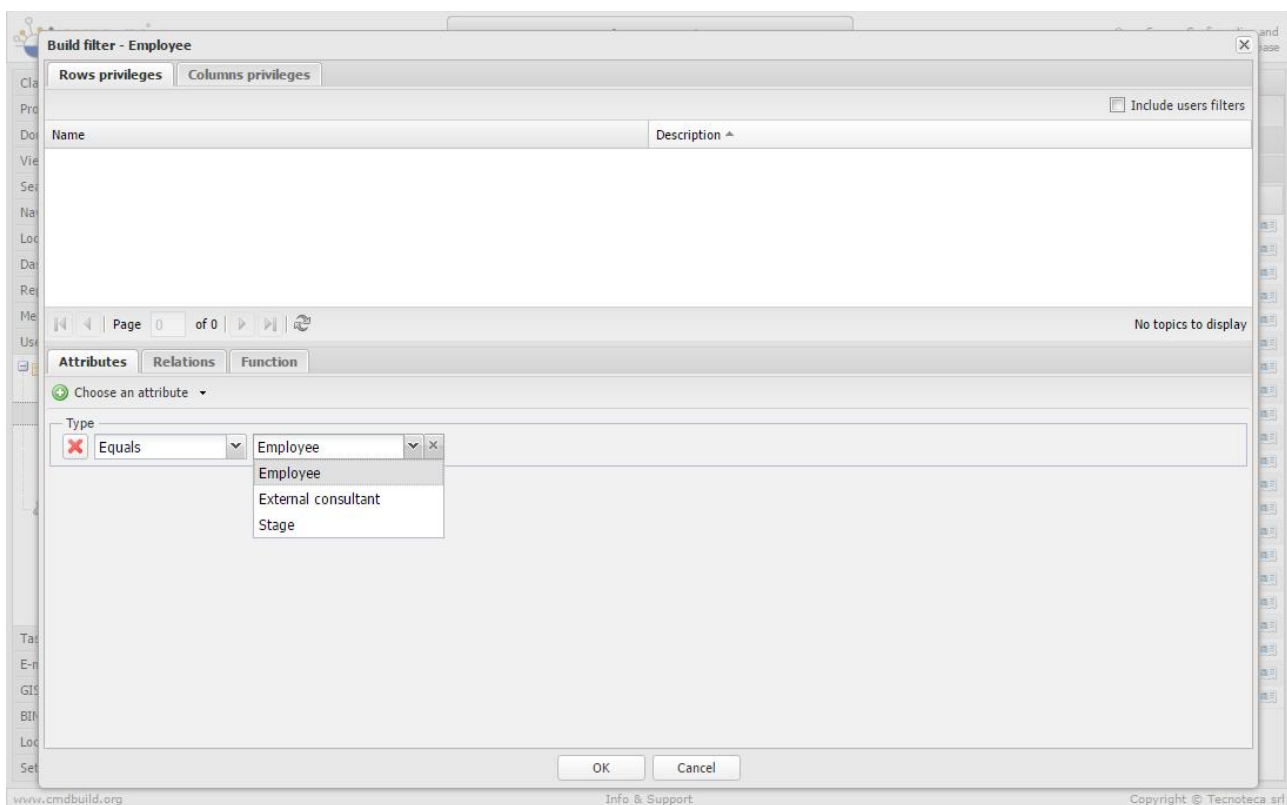 Build filter - Employee
Rows privileges Columns privileges
Include users filters
Name Description
Page 0 of 0 No topics to display
Attributes Relations Function
Choose an attribute
Type
Equals Employee
Employee
External consultant
Stage
OK Cancel
www.cmdbuild.org Info & Support Copyright © Tecnoteca srl